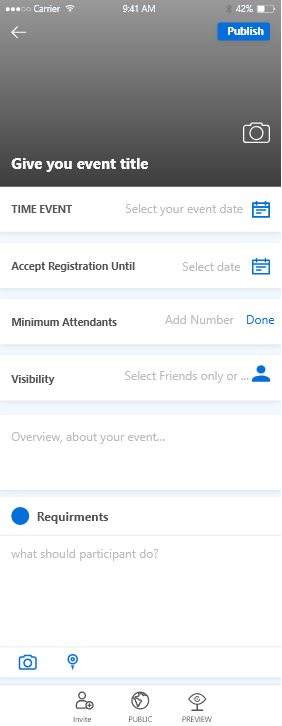 Carrier 9:41 AM 42%
Publish
Give you event title
TIME EVENT Select your event date
Accept Registration Until Select date
Minimum Attendants Add Number Done
Visibility Select Friends only or ...
Overview, about your event...
Requirments
what should participant do?
Invite PUBLIC PREVIEW